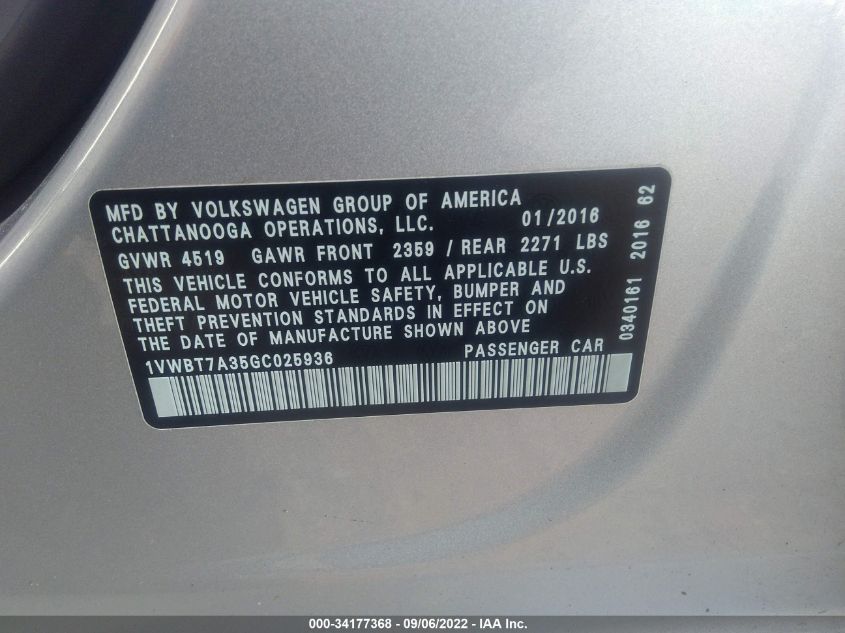 MFD BY VOLKSWAGEN GROUP OF AMERICA
CHATTANOOGA OPERATIONS, LLC. 01/2016
GVWR 4519 GAWR FRONT 2359 / REAR 2271 LBS
THIS VEHICLE CONFORMS TO ALL APPLICABLE U.S.
FEDERAL MOTOR VEHICLE SAFETY, BUMPER AND
THEFT PREVENTION STANDARDS IN EFFECT ON
THE DATE OF MANUFACTURE SHOWN ABOVE
1VWBT7A35GC025936 PASSENGER CAR
0340161 2016 62
000-34177368 - 09/06/2022 - IAA Inc.